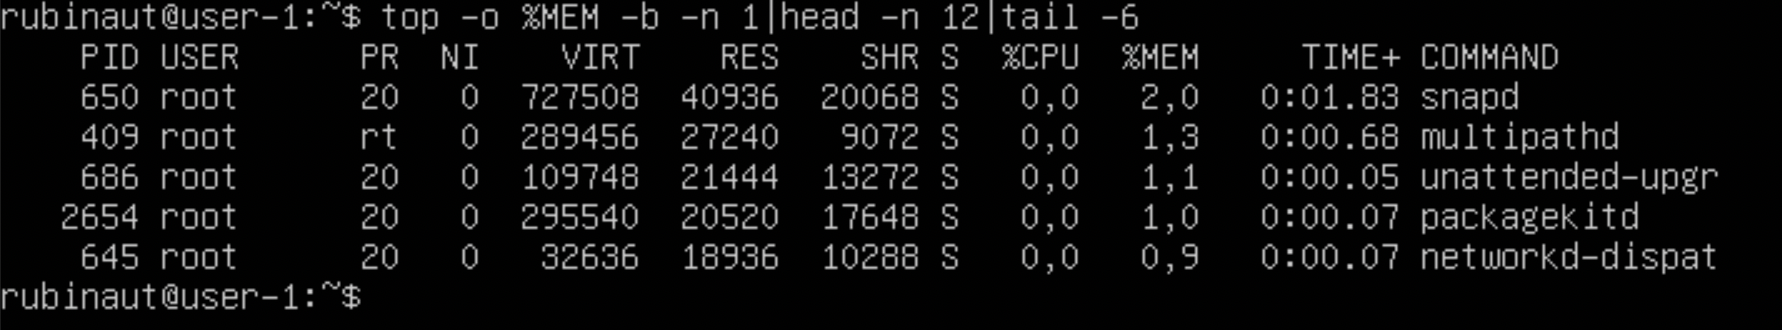 rubinaut@user-1:~$ top -o %MEM -b -n 1|head -n 12|tail -6
    PID USER      PR  NI    VIRT    RES    SHR S  %CPU  %MEM     TIME+ COMMAND
    650 root      20   0  727508  40936  20068 S   0,0   2,0   0:01.83 snapd
    409 root      rt   0  289456  27240   9072 S   0,0   1,3   0:00.68 multipathd
    686 root      20   0  109748  21444  13272 S   0,0   1,1   0:00.05 unattended-upgr
   2654 root      20   0  295540  20520  17648 S   0,0   1,0   0:00.07 packagekitd
    645 root      20   0   32636  18936  10288 S   0,0   0,9   0:00.07 networkd-dispat
rubinaut@user-1:~$